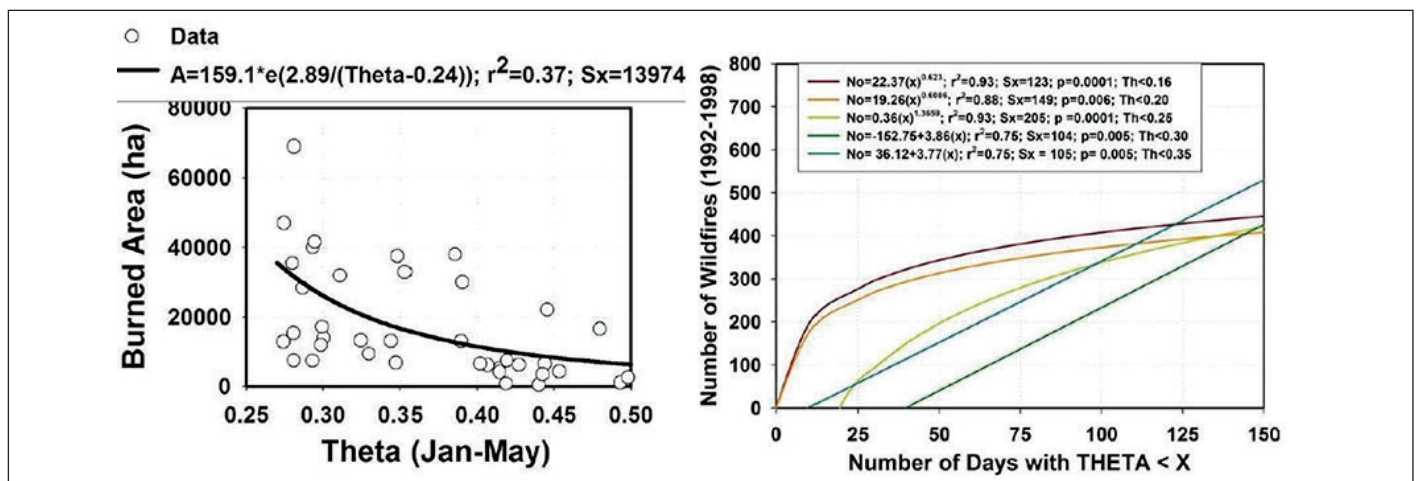 Data
A=159.1*e(2.89/(Theta-0.24)); r²=0.37; Sx=13974
80000
60000
40000
20000
0
0.25 0.30 0.35 0.40 0.45 0.50
Burned Area (ha)
Theta (Jan-May)
800
700
600
500
400
300
200
100
0
0 25 50 75 100 125 150
Number of Wildfires (1992-1998)
Number of Days with THETA < X
No=22.37(x)^0.623; r²=0.93; Sx=123; p=0.0001; Th<0.16
No=19.26(x)^0.6086; r²=0.88; Sx=149; p=0.006; Th<0.20
No=0.36(x)^1.3650; r²=0.93; Sx=205; p =0.0001; Th<0.25
No=-152.75+3.86(x); r²=0.75; Sx=104; p=0.005; Th<0.30
No= 36.12+3.77(x); r²=0.75; Sx = 105; p= 0.005; Th<0.35